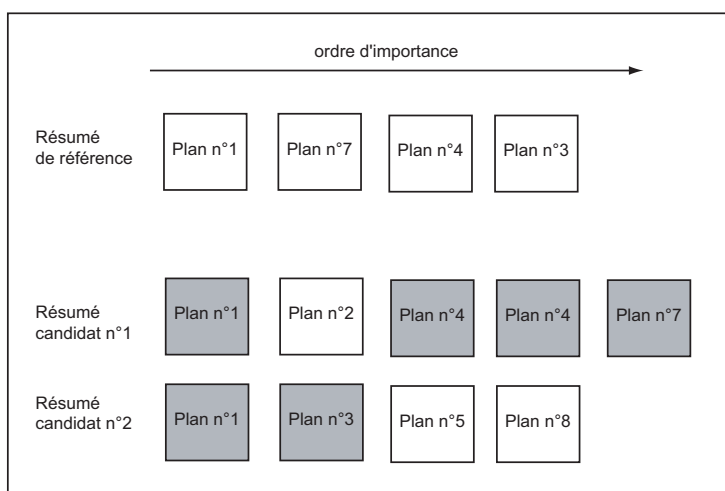 ordre d'importance
Résumé
de référence
Plan n°1
Plan n°7
Plan n°4
Plan n°3
Résumé
candidat n°1
Plan n°1
Plan n°2
Plan n°4
Plan n°4
Plan n°7
Résumé
candidat n°2
Plan n°1
Plan n°3
Plan n°5
Plan n°8